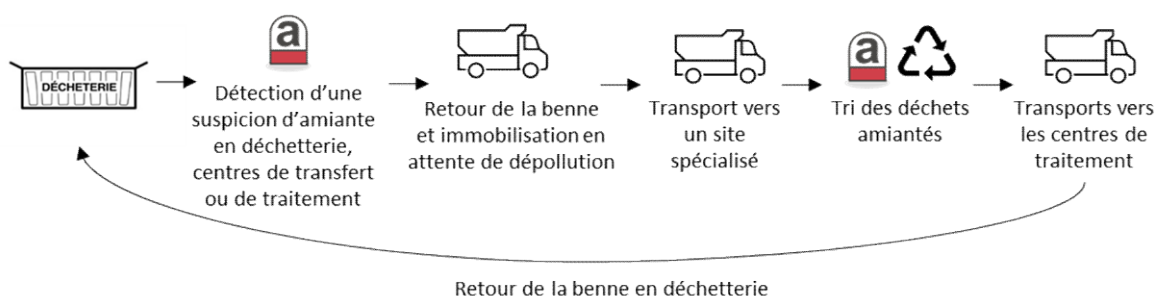 DÉCHETERIE
a
Détection d'une
suspicion d'amiante
en déchetterie,
centres de transfert
ou de traitement
Retour de la benne
et immobilisation en
attente de dépollution
Transport vers
un site
spécialisé
a
Tri des déchets
amiantés
Transports vers
les centres de
traitement
Retour de la benne en déchetterie